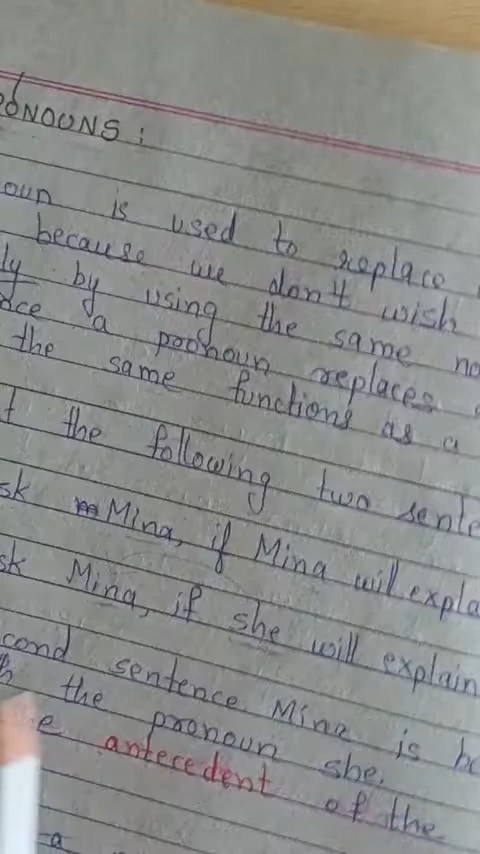 PRONOUNS :
oun is used to replace
because we don't wish
ly by using the same no
a pronoun replaces
the same functions as a
t the following two sente
sk Mina, if Mina will expla
sk Mina, if she will explain
cond sentence Mina is
the pronoun she.
antecedent of the
a